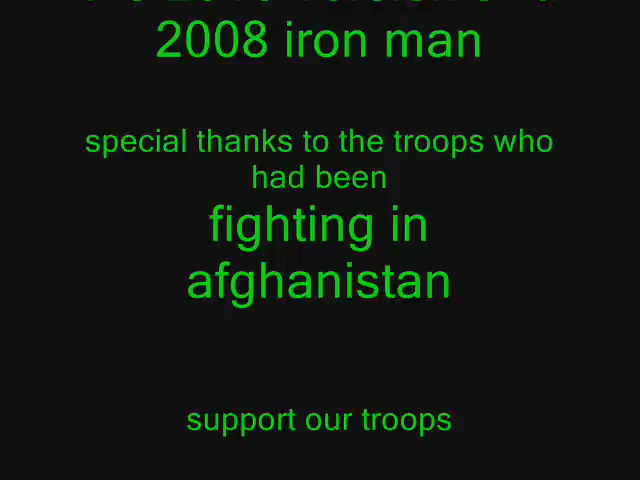 2008 iron man
special thanks to the troops who
had been
fighting in
afghanistan
support our troops